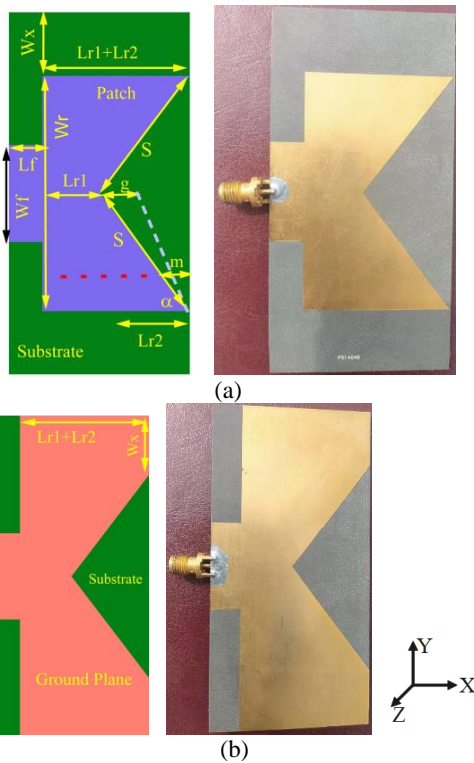 Wx
Lr1+Lr2
Patch
Wr
S
Lf
Lr1
g
Wf
S
m
α
Lr2
Substrate
(a)
Lr1+Lr2
Wx
Substrate
Ground Plane
Y
X
Z
(b)